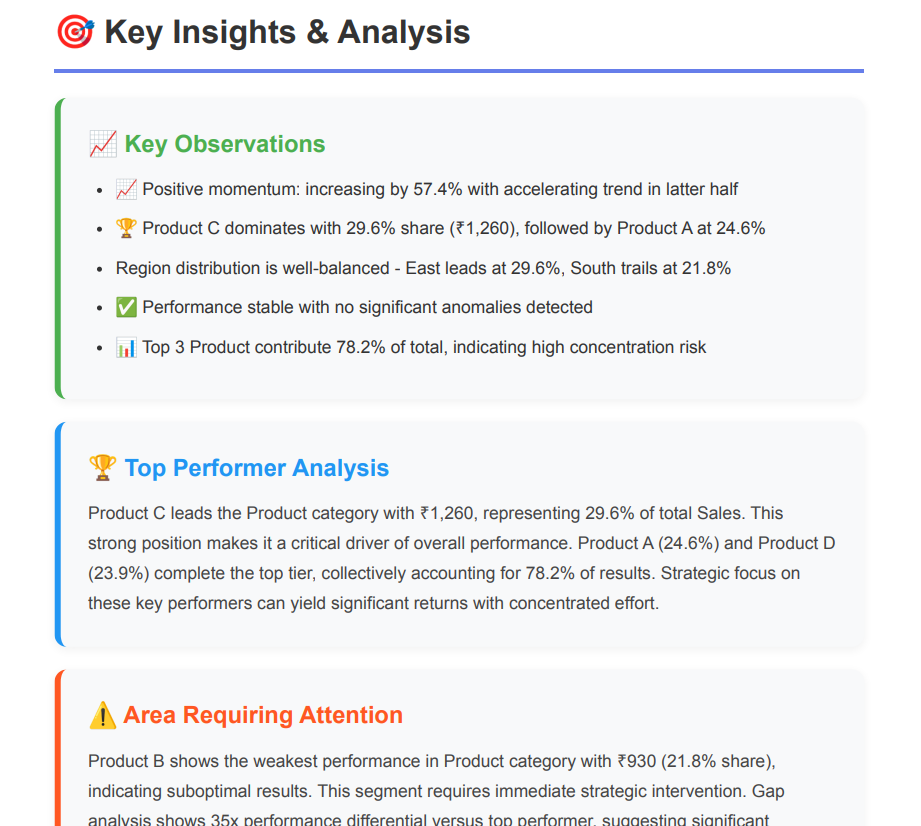 🎯 Key Insights & Analysis
📈 Key Observations
• 📈 Positive momentum: increasing by 57.4% with accelerating trend in latter half
• 🏆 Product C dominates with 29.6% share (₹1,260), followed by Product A at 24.6%
• Region distribution is well-balanced - East leads at 29.6%, South trails at 21.8%
• ✅ Performance stable with no significant anomalies detected
• 📊 Top 3 Product contribute 78.2% of total, indicating high concentration risk
🏆 Top Performer Analysis
Product C leads the Product category with ₹1,260, representing 29.6% of total Sales. This
strong position makes it a critical driver of overall performance. Product A (24.6%) and Product D
(23.9%) complete the top tier, collectively accounting for 78.2% of results. Strategic focus on
these key performers can yield significant returns with concentrated effort.
⚠️ Area Requiring Attention
Product B shows the weakest performance in Product category with ₹930 (21.8% share),
indicating suboptimal results. This segment requires immediate strategic intervention. Gap
analysis shows 35x performance differential versus top performer, suggesting significant